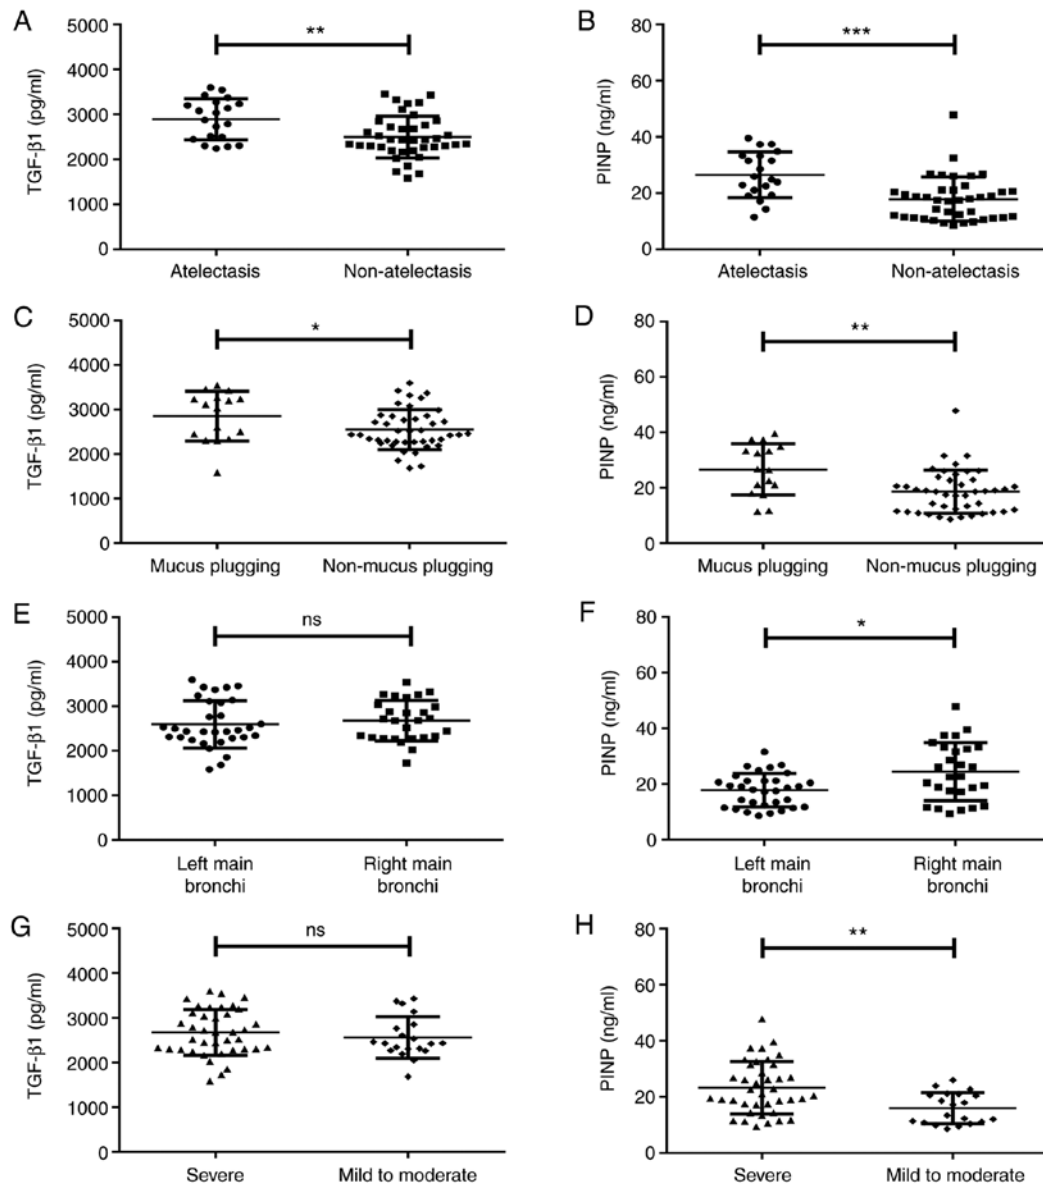 A
TGF-β1 (pg/ml)
5000
4000
3000
2000
1000
0
**
Atelectasis
Non-atelectasis
B
PINP (ng/ml)
80
60
40
20
0
***
Atelectasis
Non-atelectasis
C
TGF-β1 (pg/ml)
5000
4000
3000
2000
1000
0
*
Mucus plugging
Non-mucus plugging
D
PINP (ng/ml)
80
60
40
20
0
**
Mucus plugging
Non-mucus plugging
E
TGF-β1 (pg/ml)
5000
4000
3000
2000
1000
0
ns
Left main
bronchi
Right main
bronchi
F
PINP (ng/ml)
80
60
40
20
0
*
Left main
bronchi
Right main
bronchi
G
TGF-β1 (pg/ml)
5000
4000
3000
2000
1000
0
ns
Severe
Mild to moderate
H
PINP (ng/ml)
80
60
40
20
0
**
Severe
Mild to moderate